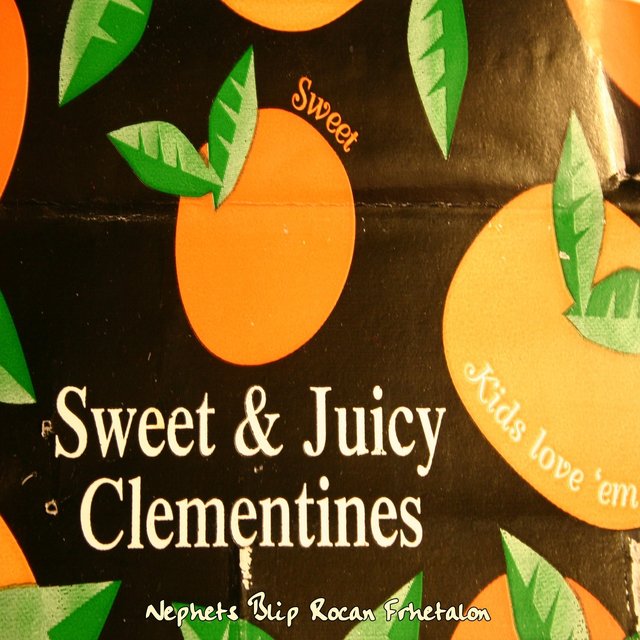 Sweet
Kids love 'em
Sweet & Juicy
Clementines
Nephets Blip Rocan Frhetalon